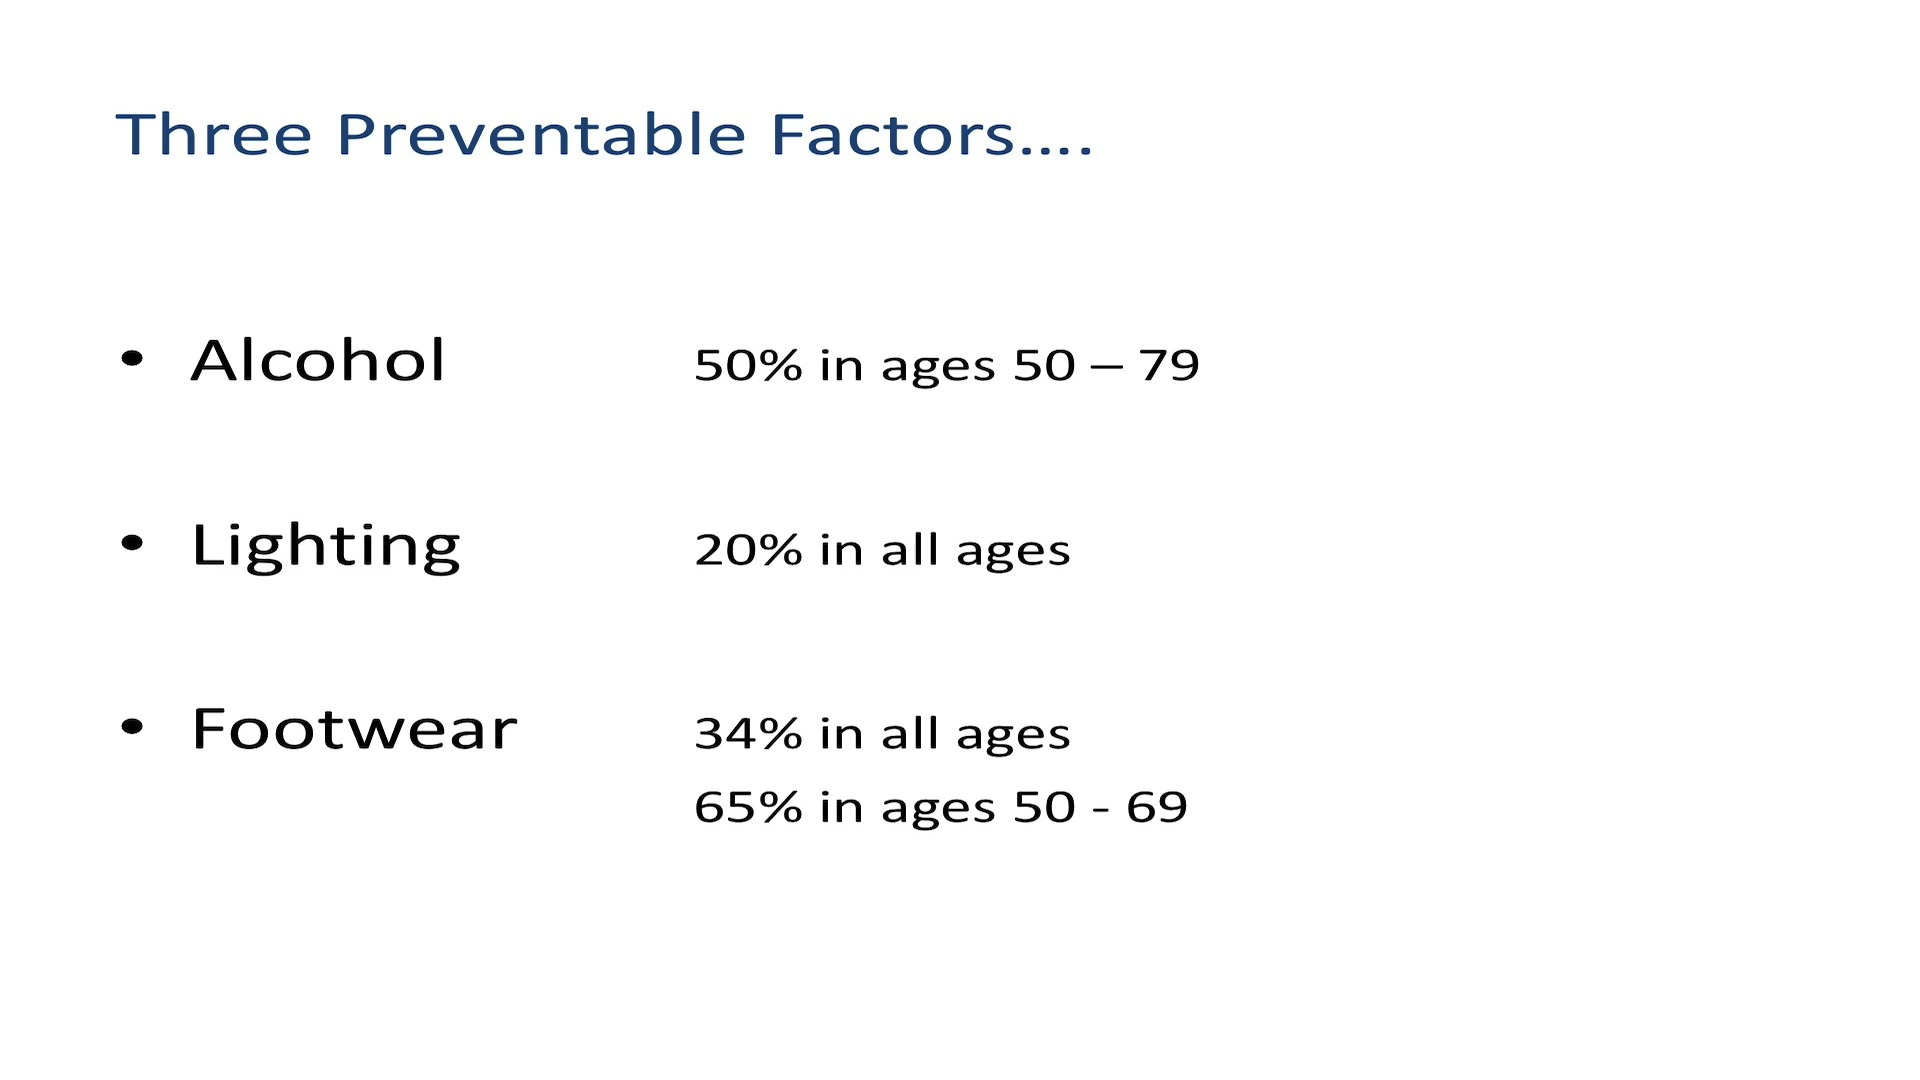 Three Preventable Factors….
• Alcohol 50% in ages 50 – 79
• Lighting 20% in all ages
• Footwear 34% in all ages
65% in ages 50 - 69